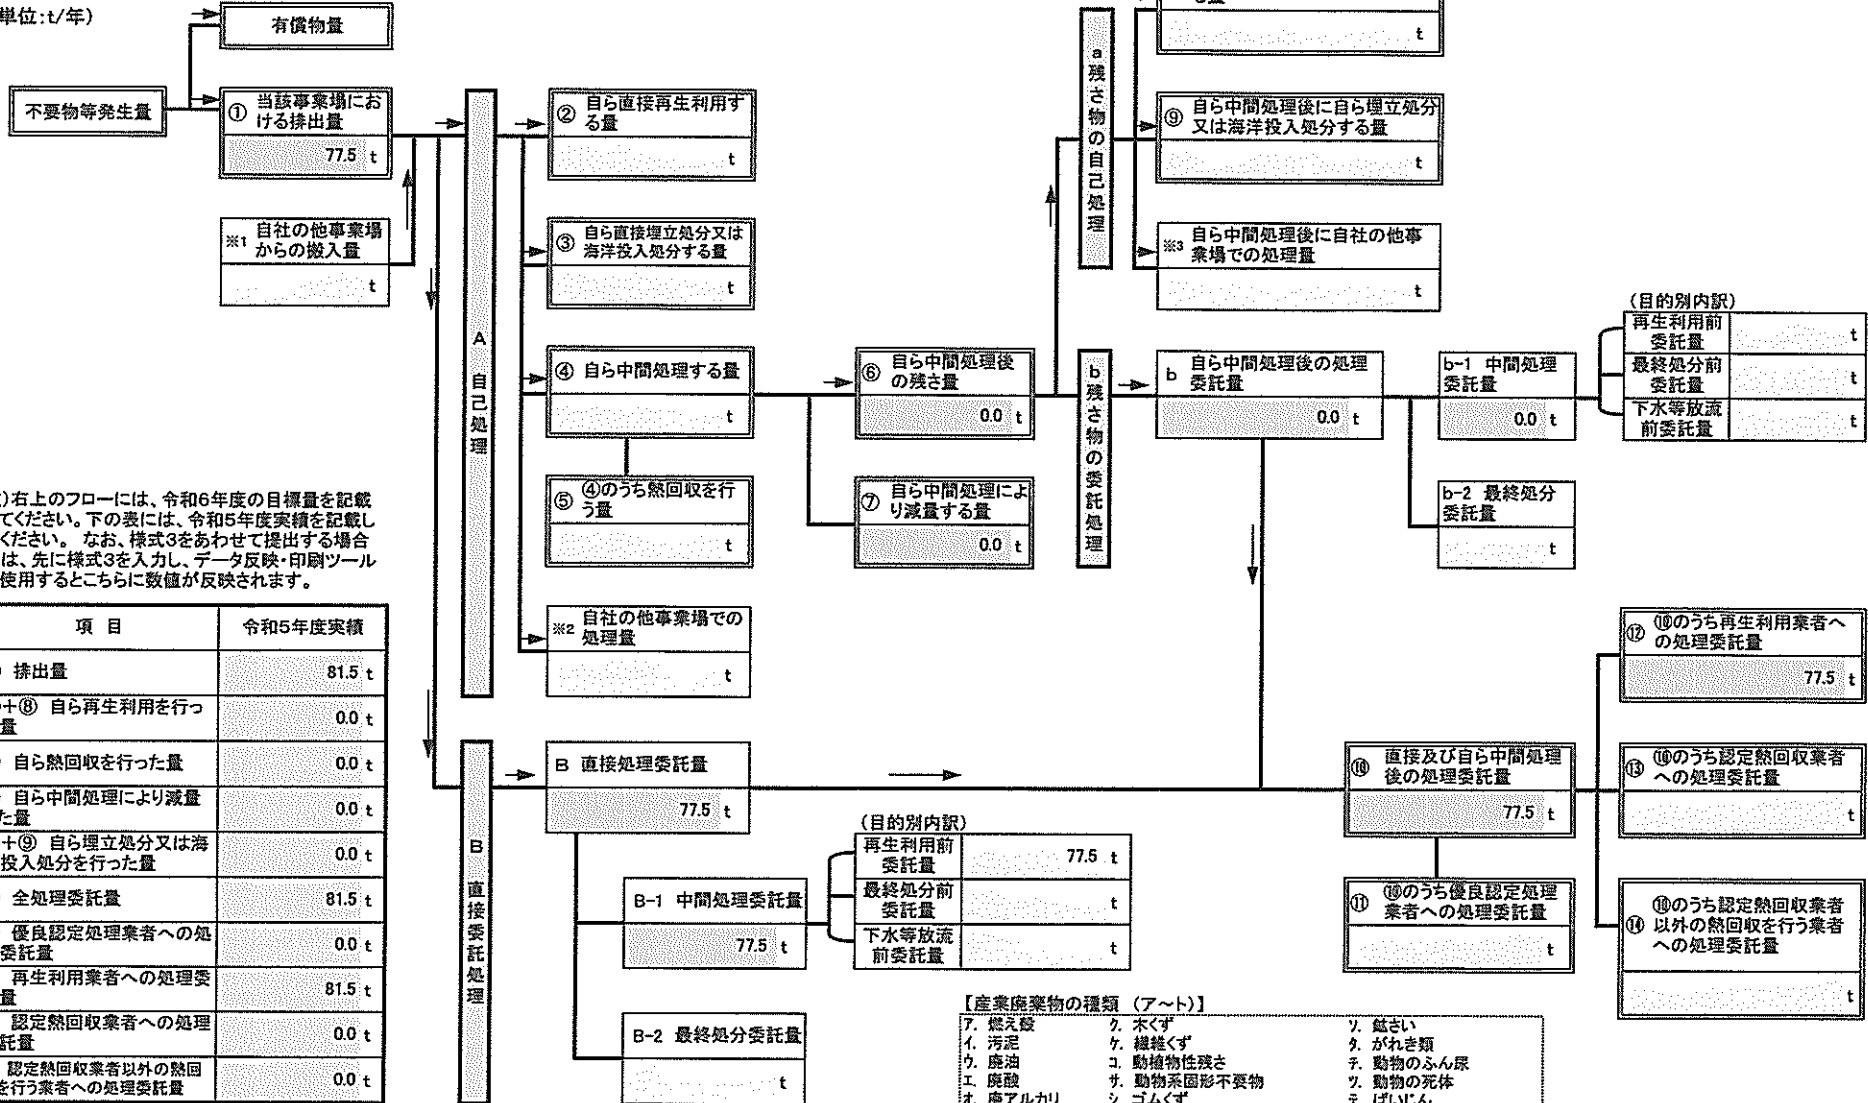 単位:t/年)
有償物量
不要物等発生量
① 当該事業場にお
ける排出量
77.5 t
※1 自社の他事業場
からの搬入量
t
A 自己処理
② 自ら直接再生利用す
る量
t
③ 自ら直接埋立処分又は
海洋投入処分する量
t
④ 自ら中間処理する量
t
⑤ ④のうち熱回収を行
う量
t
※2 自社の他事業場での
処理量
t
⑥ 自ら中間処理後
の残さ量
0.0 t
⑦ 自ら中間処理によ
り減量する量
0.0 t
a 残さ物の自己処理
t
⑨ 自ら中間処理後に自ら埋立処分
又は海洋投入処分する量
t
※3 自ら中間処理後に自社の他事
業場での処理量
t
b 残さ物の委託処理
b 自ら中間処理後の処理
委託量
0.0 t
b-1 中間処理
委託量
0.0 t
(目的別内訳)
再生利用前
委託量
t
最終処分前
委託量
t
下水等放流
前委託量
t
b-2 最終処分
委託量
t
)右上のフローには、令和6年度の目標量を記載
てください。下の表には、令和5年度実績を記載し
ください。 なお、様式3をあわせて提出する場合
は、先に様式3を入力し、データ反映・印刷ツール
使用するとこちらに数値が反映されます。
項 目 令和5年度実績
排出量 81.5 t
+⑧ 自ら再生利用を行っ
量 0.0 t
自ら熱回収を行った量 0.0 t
自ら中間処理により減量
た量 0.0 t
+⑨ 自ら埋立処分又は海
投入処分を行った量 0.0 t
全処理委託量 81.5 t
優良認定処理業者への処
委託量 0.0 t
再生利用業者への処理委
量 81.5 t
認定熱回収業者への処理
託量 0.0 t
認定熱回収業者以外の熱回
を行う業者への処理委託量 0.0 t
B 直接委託処理
B 直接処理委託量
77.5 t
B-1 中間処理委託量
77.5 t
(目的別内訳)
再生利用前
委託量
77.5 t
最終処分前
委託量
t
下水等放流
前委託量
t
B-2 最終処分委託量
t
⑩ 直接及び自ら中間処理
後の処理委託量
77.5 t
⑪ ⑩のうち優良認定処理
業者への処理委託量
t
⑫ ⑩のうち再生利用業者へ
の処理委託量
77.5 t
⑬ ⑩のうち認定熱回収業者
への処理委託量
t
⑭ ⑩のうち認定熱回収業者
以外の熱回収を行う業者
への処理委託量
t
【産業廃棄物の種類 (ア~ト)】
ア. 燃え殻 ク. 木くず ソ. 鉱さい
イ. 汚泥 ケ. 繊維くず タ. がれき類
ウ. 廃油 コ. 動植物性残さ チ. 動物のふん尿
エ. 廃酸 サ. 動物系固形不要物 ツ. 動物の死体
オ. 廃アルカリ シ. ゴムくず テ. ばいじん